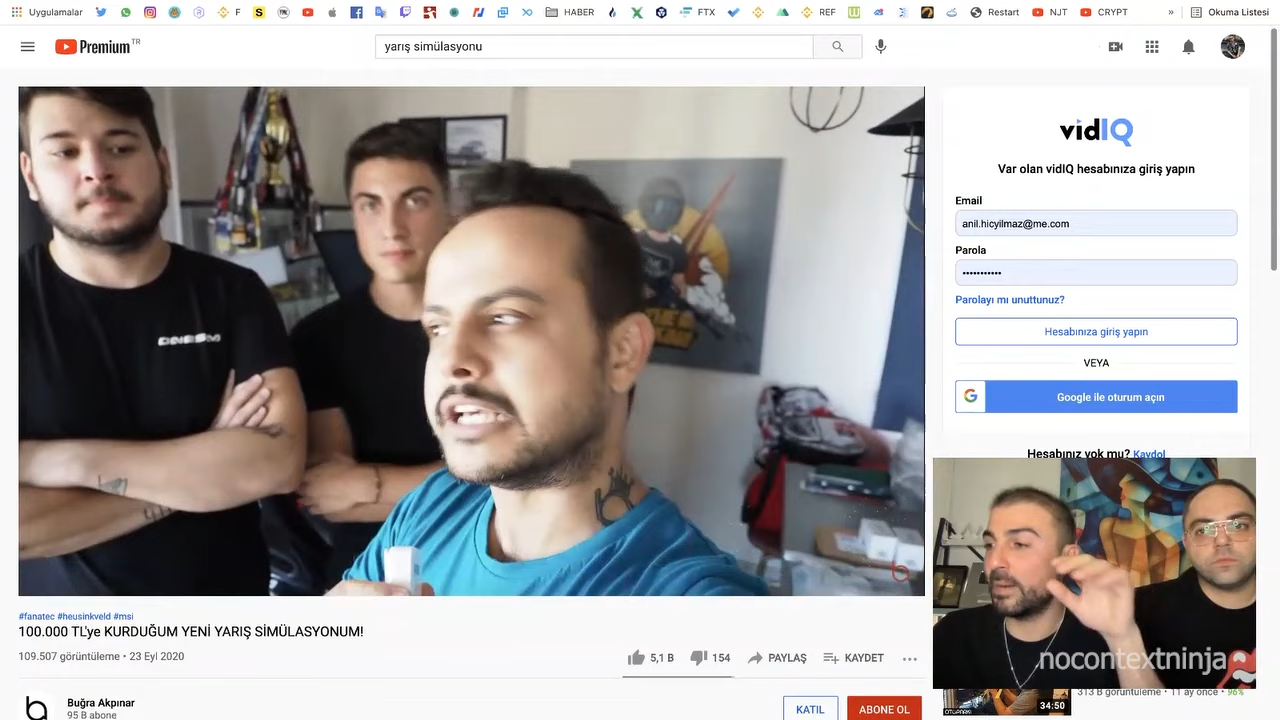 Uygulamalar
F
S
HABER
FTX
REF
Restart
NJT
CRYPT
»
Okuma Listesi
Premium TR
yarış simülasyonu
vidIQ
Var olan vidIQ hesabınıza giriş yapın
Email
anil.hicyilmaz@me.com
Parola
•••••••••••
Parolayı mı unuttunuz?
Hesabınıza giriş yapın
VEYA
Google ile oturum açın
Hesabınız yok mu? Kaydol
#fanatec #heusinkveld #msi
100.000 TL'ye KURDUĞUM YENİ YARIŞ SİMÜLASYONUM!
109.507 görüntüleme • 23 Eyl 2020
5,1 B
154
PAYLAŞ
KAYDET
Buğra Akpınar
95 B abone
KATIL
ABONE OL
nocontextninja
313 B görüntüleme • 11 ay önce • 96%
34:50